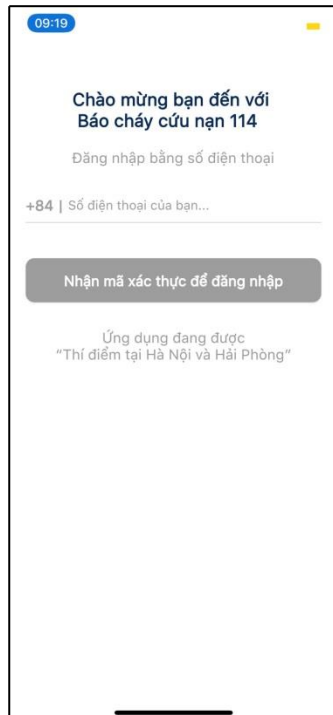 09:19
Chào mừng bạn đến với
Báo cháy cứu nạn 114
Đăng nhập bằng số điện thoại
+84 | Số điện thoại của bạn...
Nhận mã xác thực để đăng nhập
Ứng dụng đang được
“Thí điểm tại Hà Nội và Hải Phòng”